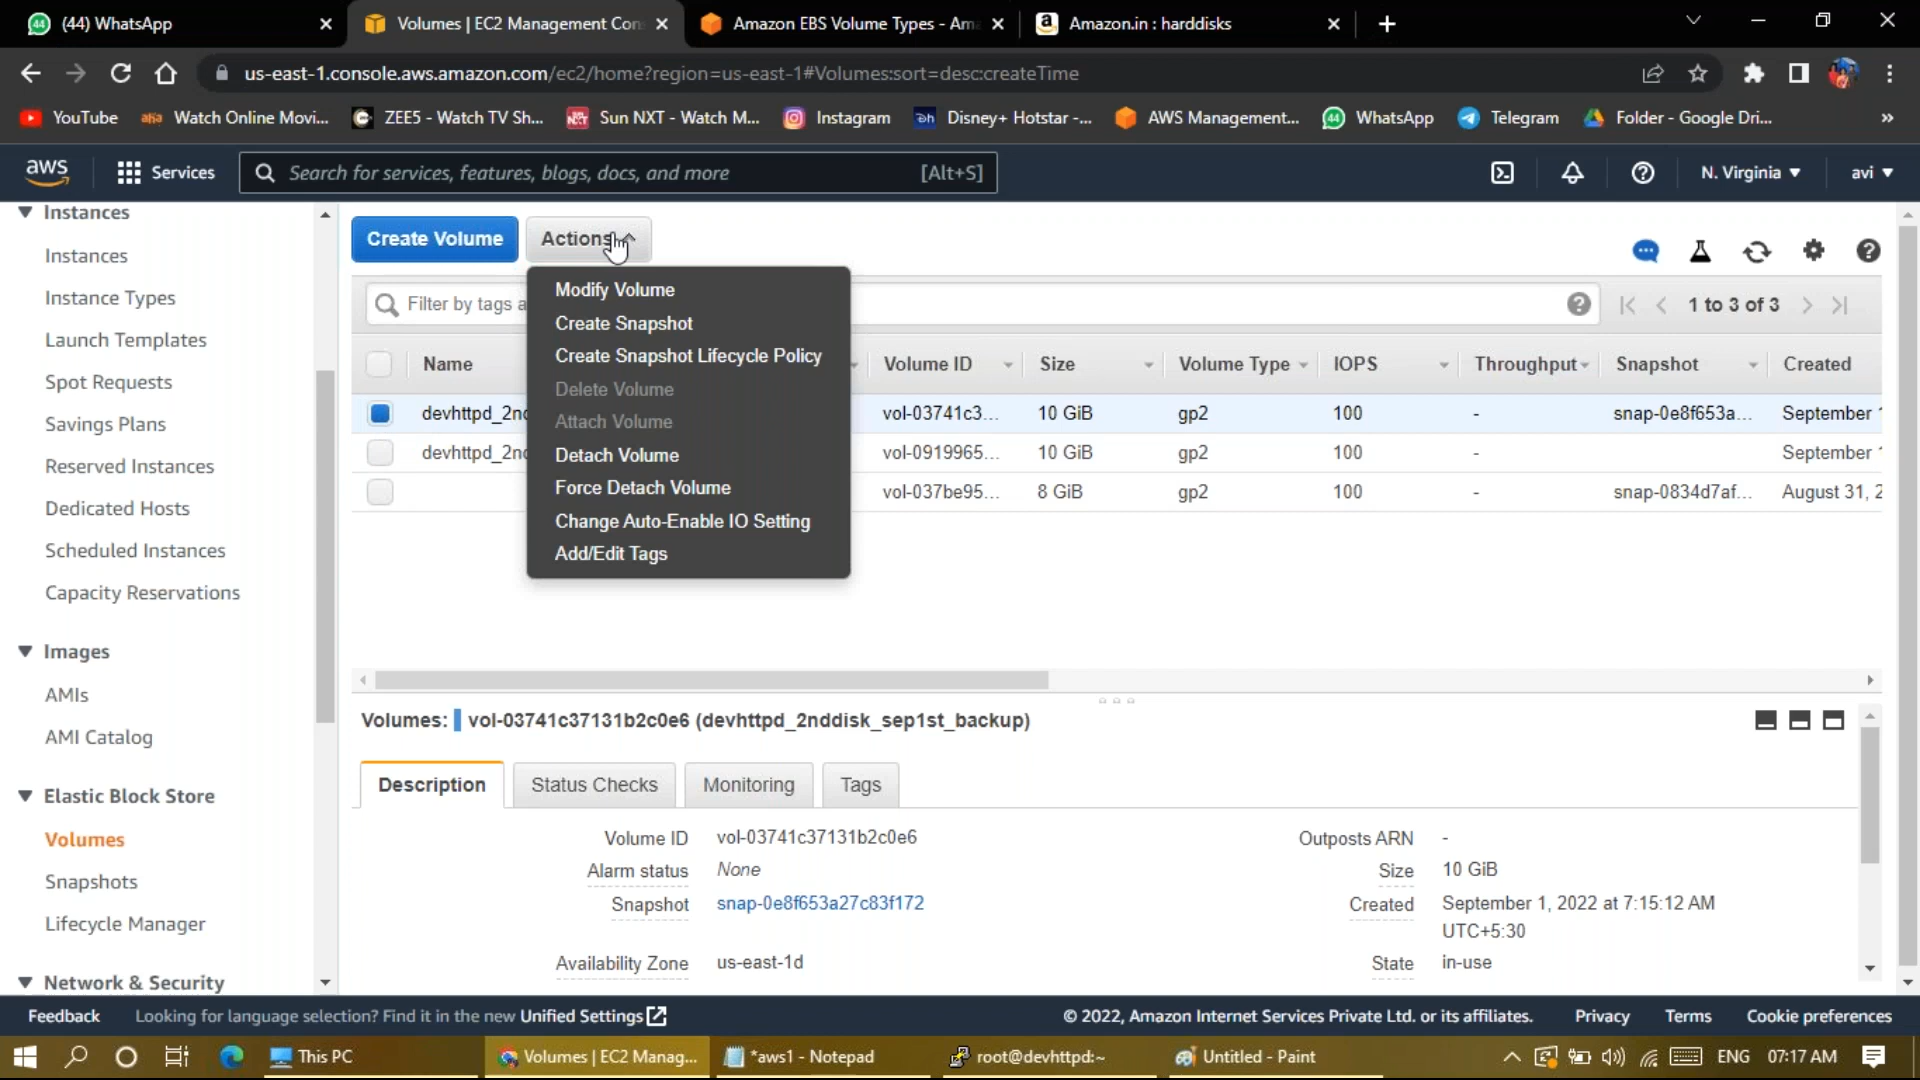 (44) WhatsApp
Volumes | EC2 Management Con
Amazon EBS Volume Types - Am
Amazon.in : harddisks
us-east-1.console.aws.amazon.com/ec2/home?region=us-east-1#Volumes:sort=desc:createTime
YouTube
Watch Online Movi...
ZEE5 - Watch TV Sh...
Sun NXT - Watch M...
Instagram
Disney+ Hotstar -...
AWS Management...
WhatsApp
Telegram
Folder - Google Dri...
aws
Services
Search for services, features, blogs, docs, and more
[Alt+S]
N. Virginia
avi
Instances
Instances
Instance Types
Launch Templates
Spot Requests
Savings Plans
Reserved Instances
Dedicated Hosts
Scheduled Instances
Capacity Reservations
Images
AMIs
AMI Catalog
Elastic Block Store
Volumes
Snapshots
Lifecycle Manager
Network & Security
Create Volume
Actions
Modify Volume
Create Snapshot
Create Snapshot Lifecycle Policy
Delete Volume
Attach Volume
Detach Volume
Force Detach Volume
Change Auto-Enable IO Setting
Add/Edit Tags
Filter by tags a
1 to 3 of 3
Name Volume ID Size Volume Type IOPS Throughput Snapshot Created
devhttpd_2nd vol-03741c3... 10 GiB gp2 100 - snap-0e8f653a... September 1
devhttpd_2nd vol-0919965... 10 GiB gp2 100 - September 1
vol-037be95... 8 GiB gp2 100 - snap-0834d7af... August 31, 2
Volumes: vol-03741c37131b2c0e6 (devhttpd_2nddisk_sep1st_backup)
Description
Status Checks
Monitoring
Tags
Volume ID vol-03741c37131b2c0e6
Alarm status None
Snapshot snap-0e8f653a27c83f172
Availability Zone us-east-1d
Outposts ARN -
Size 10 GiB
Created September 1, 2022 at 7:15:12 AM
UTC+5:30
State in-use
Feedback
Looking for language selection? Find it in the new Unified Settings
© 2022, Amazon Internet Services Private Ltd. or its affiliates.
Privacy
Terms
Cookie preferences
This PC
Volumes | EC2 Manag...
*aws1 - Notepad
root@devhttpd:~
Untitled - Paint
ENG
07:17 AM